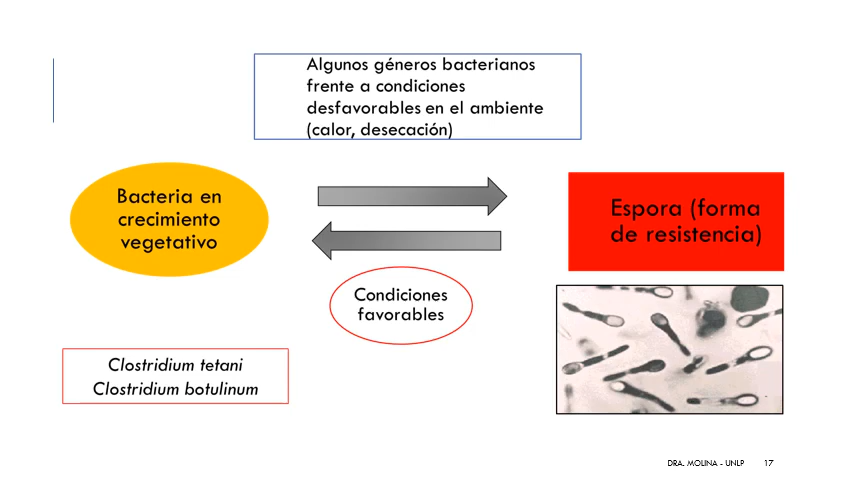 Algunos géneros bacterianos
frente a condiciones
desfavorables en el ambiente
(calor, desecación)
Bacteria en
crecimiento
vegetativo
Espora (forma
de resistencia)
Condiciones
favorables
Clostridium tetani
Clostridium botulinum
DRA. MOLINA - UNLP 17